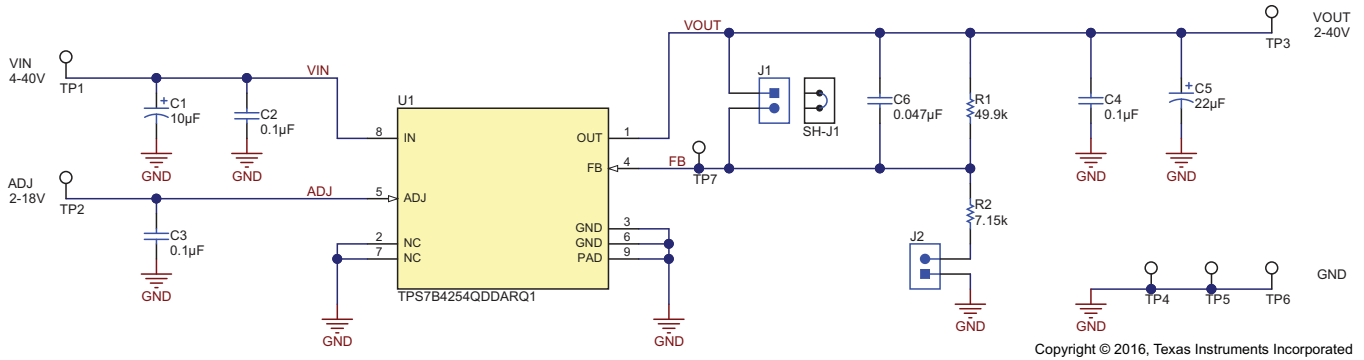 VIN
4-40V
TP1
VIN
+
C1
10µF
GND
C2
0.1µF
GND
ADJ
2-18V
TP2
ADJ
C3
0.1µF
GND
U1
8
IN
5
ADJ
2
NC
7
NC
GND
OUT
1
FB
4
GND
3
GND
6
PAD
9
TPS7B4254QDDARQ1
GND
VOUT
J1
SH-J1
FB
TP7
C6
0.047µF
R1
49.9k
R2
7.15k
J2
GND
C4
0.1µF
GND
+
C5
22µF
GND
TP3
VOUT
2-40V
GND
TP4
TP5
TP6
GND
Copyright © 2016, Texas Instruments Incorporated